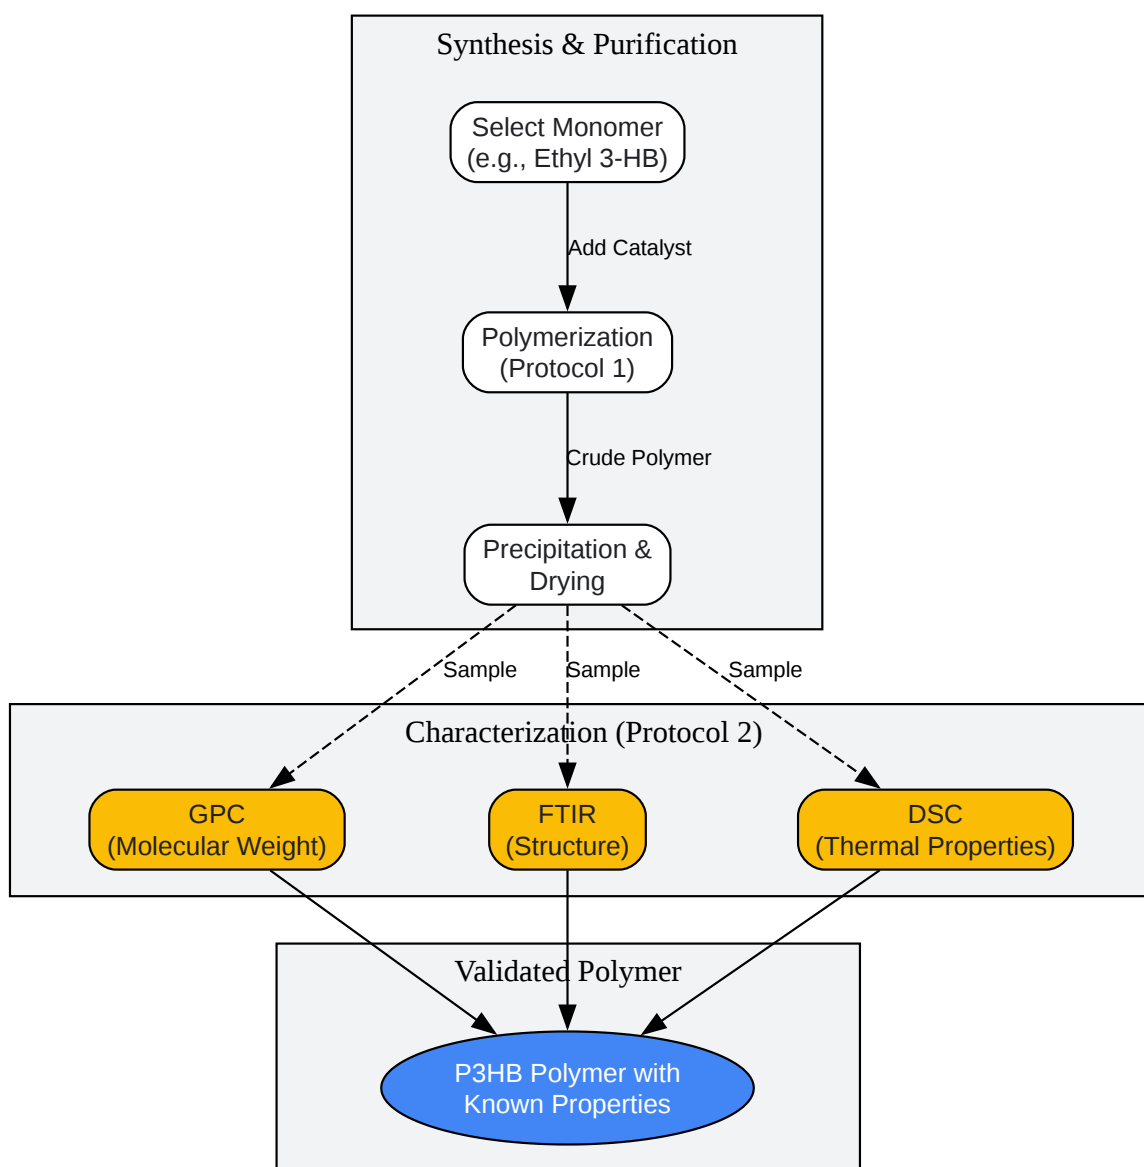 Synthesis & Purification
Select Monomer
(e.g., Ethyl 3-HB)
Add Catalyst
Polymerization
(Protocol 1)
Crude Polymer
Precipitation &
Drying
Sample
Sample
Sample
Characterization (Protocol 2)
GPC
(Molecular Weight)
FTIR
(Structure)
DSC
(Thermal Properties)
Validated Polymer
P3HB Polymer with
Known Properties